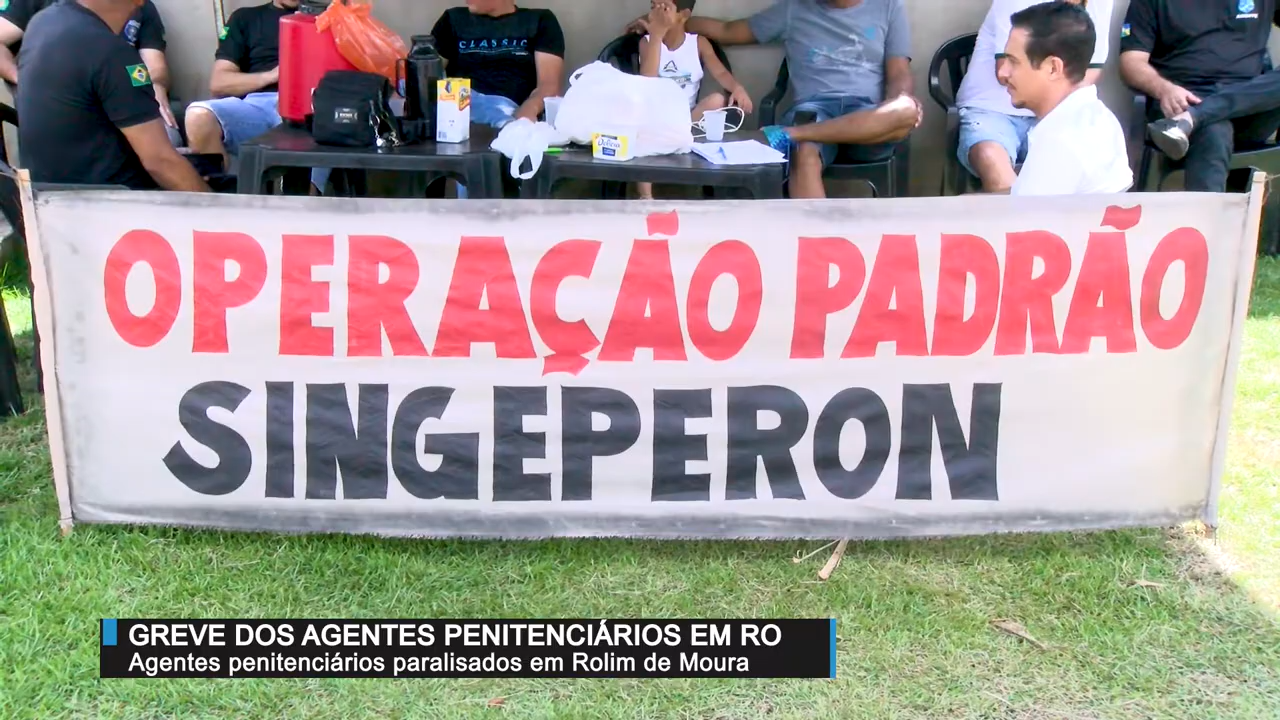 CLASSIC
OPERAÇÃO PADRÃO
SINGEPERON
GREVE DOS AGENTES PENITENCIÁRIOS EM RO
Agentes penitenciários paralisados em Rolim de Moura